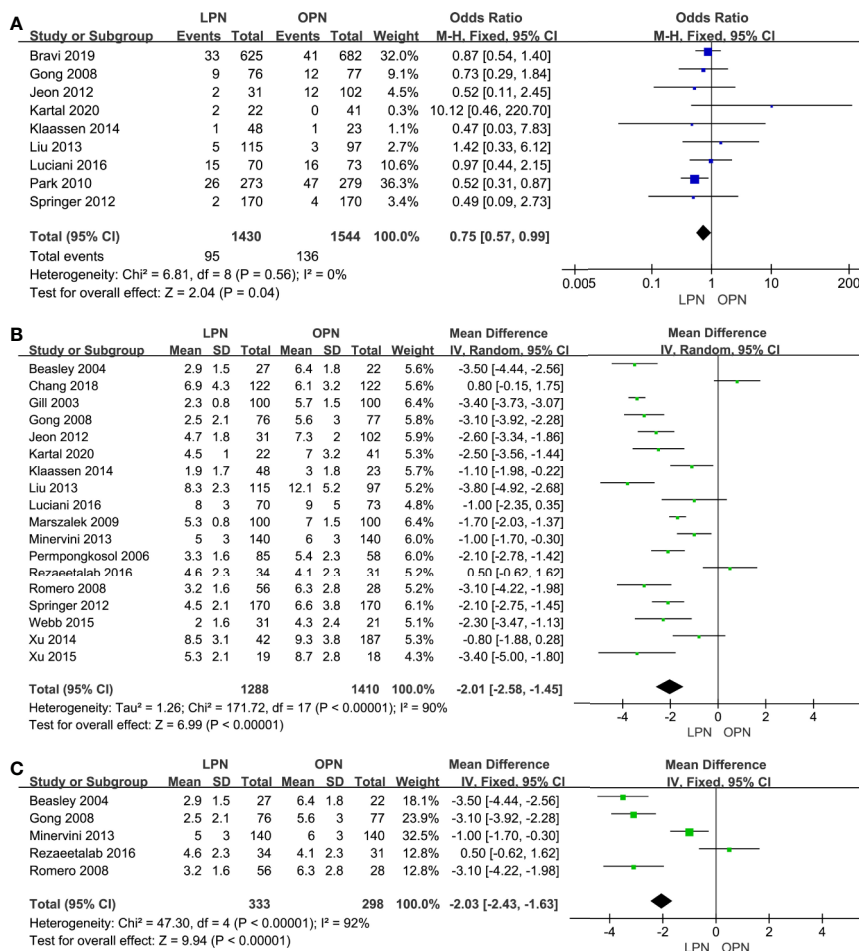 A
LPN OPN Odds Ratio Odds Ratio
Study or Subgroup Events Total Events Total Weight M-H, Fixed, 95% CI M-H, Fixed, 95% CI
Bravi 2019 33 625 41 682 32.0% 0.87 [0.54, 1.40]
Gong 2008 9 76 12 77 9.1% 0.73 [0.29, 1.84]
Jeon 2012 2 31 12 102 4.5% 0.52 [0.11, 2.45]
Kartal 2020 2 22 0 41 0.3% 10.12 [0.46, 220.70]
Klaassen 2014 1 48 1 23 1.1% 0.47 [0.03, 7.83]
Liu 2013 5 115 3 97 2.7% 1.42 [0.33, 6.12]
Luciani 2016 15 70 16 73 10.6% 0.97 [0.44, 2.15]
Park 2010 26 273 47 279 36.3% 0.52 [0.31, 0.87]
Springer 2012 2 170 4 170 3.4% 0.49 [0.09, 2.73]
Total (95% CI) 1430 1544 100.0% 0.75 [0.57, 0.99]
Total events 95 136
Heterogeneity: Chi² = 6.81, df = 8 (P = 0.56); I² = 0%
Test for overall effect: Z = 2.04 (P = 0.04)
0.005 0.1 1 10 200
LPN OPN
B
LPN OPN Mean Difference Mean Difference
Study or Subgroup Mean SD Total Mean SD Total Weight IV, Random, 95% CI IV, Random, 95% CI
Beasley 2004 2.9 1.5 27 6.4 1.8 22 5.6% -3.50 [-4.44, -2.56]
Chang 2018 6.9 4.3 122 6.1 3.2 122 5.6% 0.80 [-0.15, 1.75]
Gill 2003 2.3 0.8 100 5.7 1.5 100 6.4% -3.40 [-3.73, -3.07]
Gong 2008 2.5 2.1 76 5.6 3 77 5.8% -3.10 [-3.92, -2.28]
Jeon 2012 4.7 1.8 31 7.3 2 102 5.9% -2.60 [-3.34, -1.86]
Kartal 2020 4.5 1 22 7 3.2 41 5.5% -2.50 [-3.56, -1.44]
Klaassen 2014 1.9 1.7 48 3 1.8 23 5.7% -1.10 [-1.98, -0.22]
Liu 2013 8.3 2.3 115 12.1 5.2 97 5.4% -3.80 [-4.92, -2.68]
Luciani 2016 8 3 70 9 5 73 4.8% -1.00 [-2.35, 0.35]
Marszalek 2009 5.3 0.8 100 7 1.5 100 6.4% -1.70 [-2.03, -1.37]
Minervini 2013 5 3 140 6 3 140 6.0% -1.00 [-1.70, -0.30]
Permpongkosol 2006 3.3 1.6 85 5.4 2.3 58 6.0% -2.10 [-2.78, -1.42]
Rezaeetalab 2016 4.6 2.3 34 4.1 2.3 31 5.2% 0.50 [-0.62, 1.62]
Romero 2008 3.2 1.6 56 6.3 2.8 28 5.3% -3.10 [-4.22, -1.98]
Springer 2012 4.5 2.1 170 6.6 3.8 170 6.0% -2.10 [-2.75, -1.45]
Webb 2015 2 1.6 31 4.3 2.4 21 5.2% -2.30 [-3.47, -1.13]
Xu 2014 8.5 3.1 42 9.3 3.8 187 5.4% -0.80 [-1.88, 0.28]
Xu 2015 5.3 2.1 19 8.7 2.8 18 4.3% -3.40 [-5.00, -1.80]
Total (95% CI) 1288 1410 100.0% -2.01 [-2.58, -1.45]
Heterogeneity: Tau² = 1.26; Chi² = 171.72, df = 17 (P < 0.00001); I² = 90%
Test for overall effect: Z = 6.99 (P < 0.00001)
-4 -2 0 2 4
LPN OPN
C
LPN OPN Mean Difference Mean Difference
Study or Subgroup Mean SD Total Mean SD Total Weight IV, Fixed, 95% CI IV, Fixed, 95% CI
Beasley 2004 2.9 1.5 27 6.4 1.8 22 18.1% -3.50 [-4.44, -2.56]
Gong 2008 2.5 2.1 76 5.6 3 77 23.9% -3.10 [-3.92, -2.28]
Minervini 2013 5 3 140 6 3 140 32.5% -1.00 [-1.70, -0.30]
Rezaeetalab 2016 4.6 2.3 34 4.1 2.3 31 12.8% 0.50 [-0.62, 1.62]
Romero 2008 3.2 1.6 56 6.3 2.8 28 12.8% -3.10 [-4.22, -1.98]
Total (95% CI) 333 298 100.0% -2.03 [-2.43, -1.63]
Heterogeneity: Chi² = 47.30, df = 4 (P < 0.00001); I² = 92%
Test for overall effect: Z = 9.94 (P < 0.00001)
-4 -2 0 2 4
LPN OPN